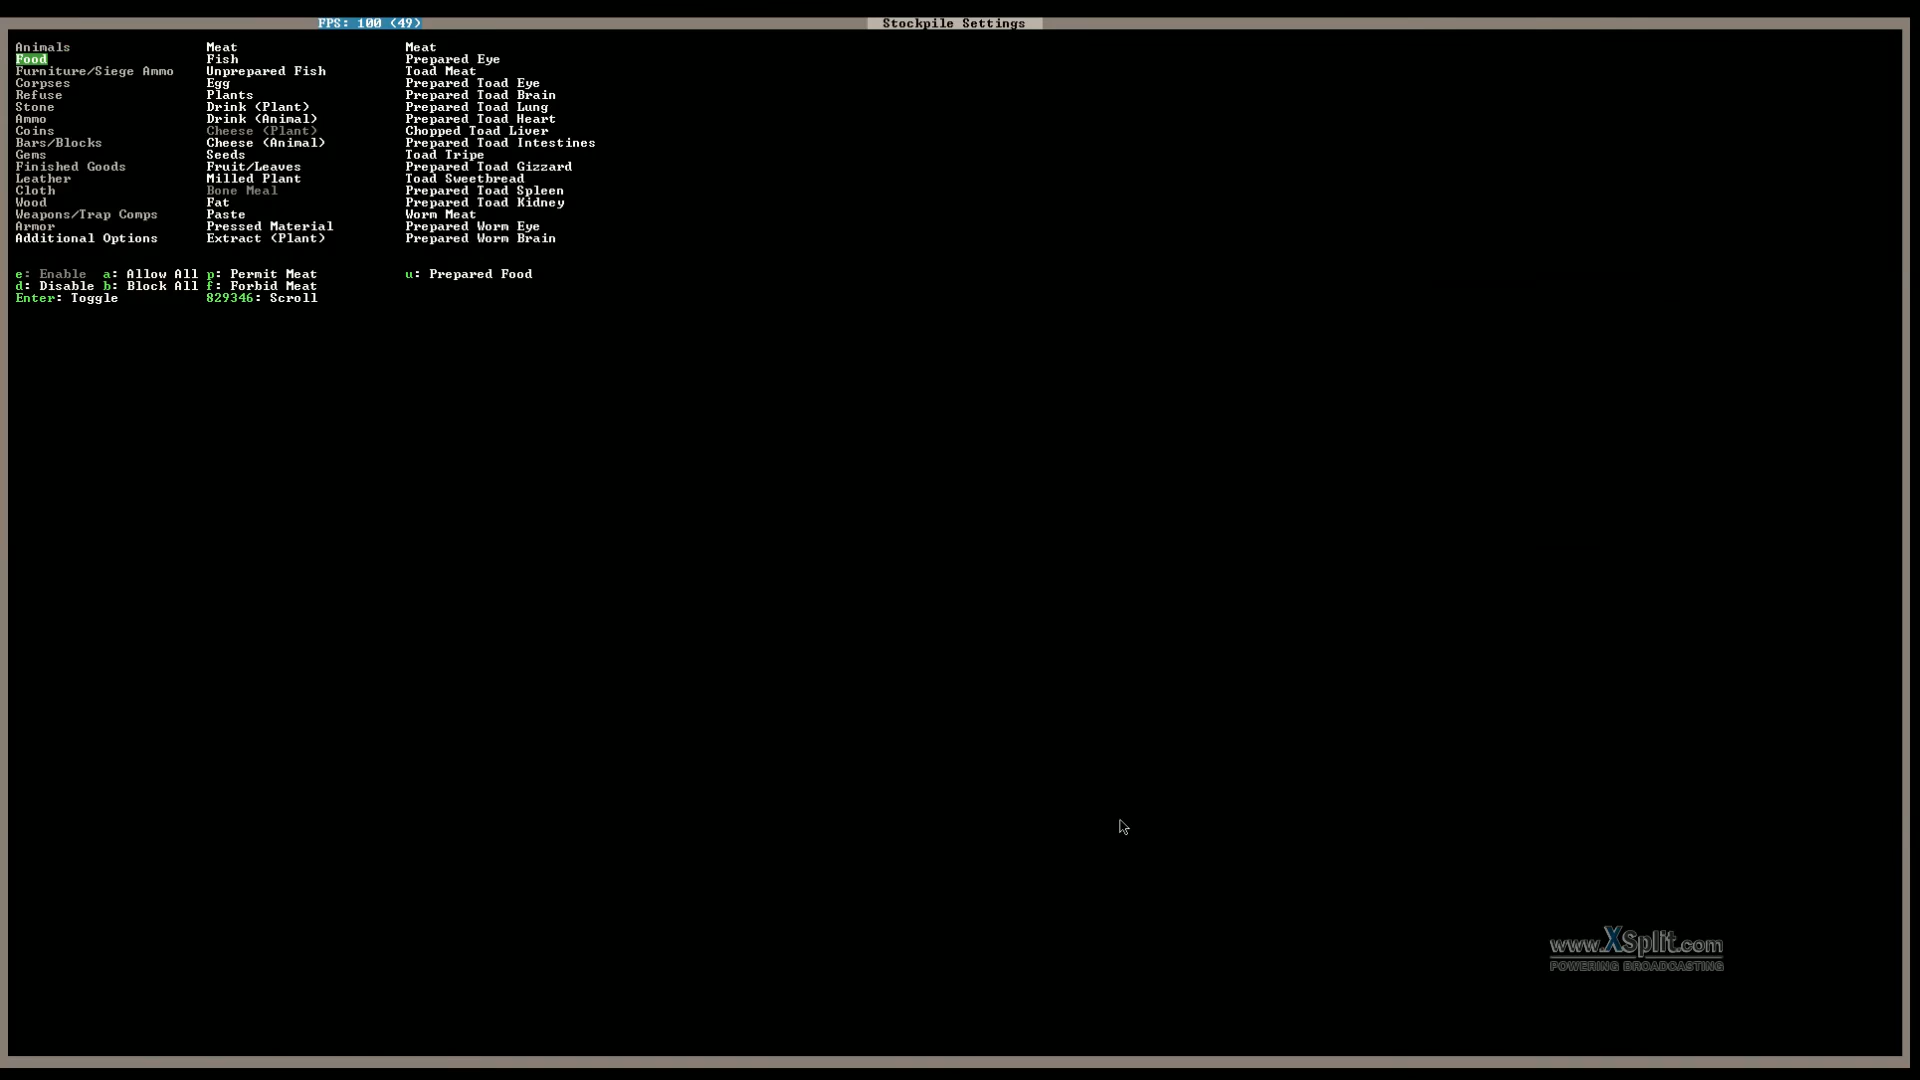 FPS: 100 (49)
Stockpile Settings
Animals Meat Meat
Food Fish Prepared Eye
Furniture/Siege Ammo Unprepared Fish Toad Meat
Corpses Egg Prepared Toad Eye
Refuse Plants Prepared Toad Brain
Stone Drink (Plant) Prepared Toad Lung
Ammo Drink (Animal) Prepared Toad Heart
Coins Cheese (Plant) Chopped Toad Liver
Bars/Blocks Cheese (Animal) Prepared Toad Intestines
Gems Seeds Toad Tripe
Finished Goods Fruit/Leaves Prepared Toad Gizzard
Leather Milled Plant Toad Sweetbread
Cloth Bone Meal Prepared Toad Spleen
Wood Fat Prepared Toad Kidney
Weapons/Trap Comps Paste Worm Meat
Armor Pressed Material Prepared Worm Eye
Additional Options Extract (Plant) Prepared Worm Brain
e: Enable a: Allow All p: Permit Meat u: Prepared Food
d: Disable b: Block All f: Forbid Meat
Enter: Toggle 829346: Scroll
www.XSplit.com
POWERING BROADCASTING